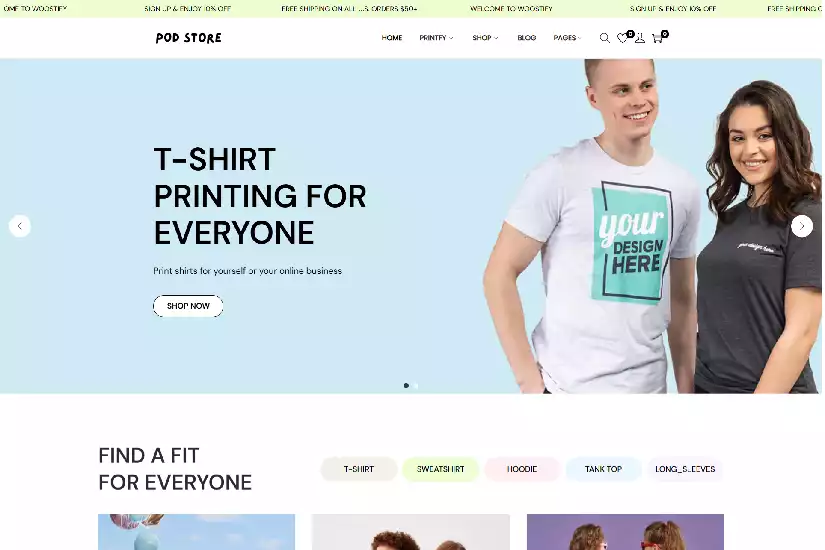 OME TO WOOSTIFY SIGN UP & ENJOY 10% OFF FREE SHIPPING ON ALL U.S. ORDERS $50+ WELCOME TO WOOSTIFY SIGN UP & ENJOY 10% OFF FREE SHIPPING
POD STORE HOME PRINTFY SHOP BLOG PAGES 0 0
T-SHIRT
PRINTING FOR
EVERYONE
Print shirts for yourself or your online business
SHOP NOW
your
DESIGN
HERE
your design here
FIND A FIT
FOR EVERYONE
T-SHIRT SWEATSHIRT HOODIE TANK TOP LONG_SLEEVES